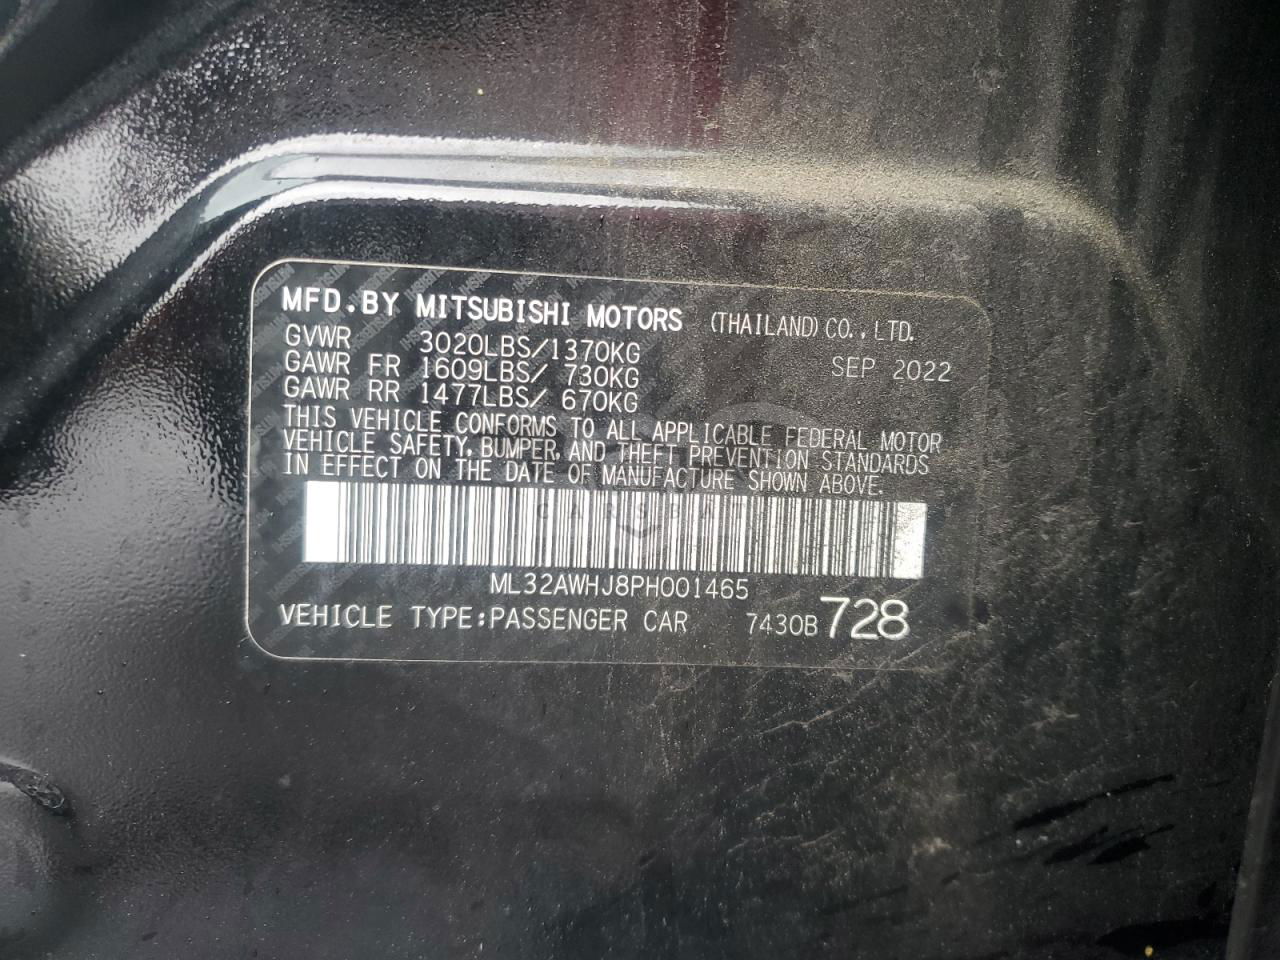 MFD.BY MITSUBISHI MOTORS (THAILAND) CO., LTD.
GVWR 3020LBS/1370KG SEP 2022
GAWR FR 1609LBS/ 730KG
GAWR RR 1477LBS/ 670KG
THIS VEHICLE CONFORMS TO ALL APPLICABLE FEDERAL MOTOR
VEHICLE SAFETY, BUMPER, AND THEFT PREVENTION STANDARDS
IN EFFECT ON THE DATE OF MANUFACTURE SHOWN ABOVE.
ML32AWHJ8PH001465
VEHICLE TYPE:PASSENGER CAR 7430B 728